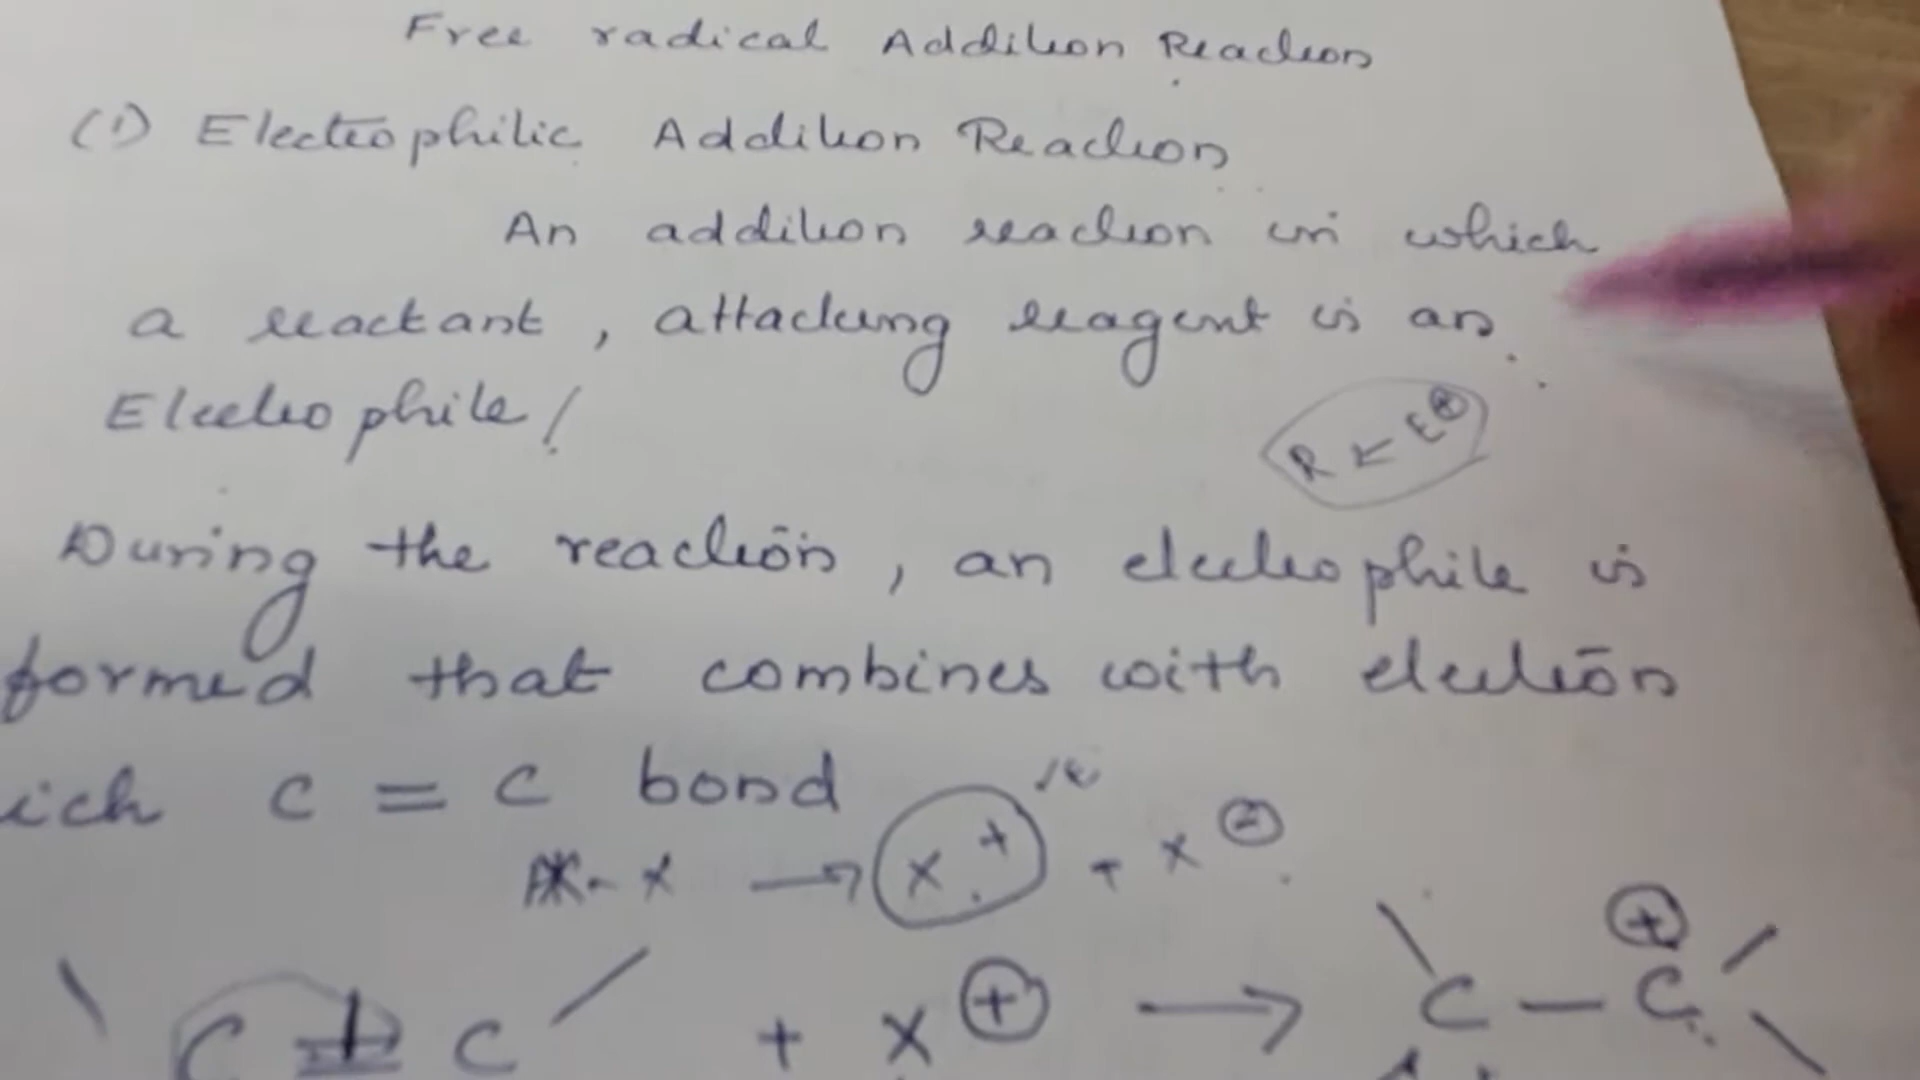 Free radical Addition Reaction
(1) Electrophilic Addition Reaction
An addition reaction in which
a reactant, attacking reagent is an
Electrophile!
R ← E⊕
During the reaction, an electrophile is
formed that combines with electron
rich C = C bond
- X → X + + X ⊖
C = C + X ⊕ → C — C ⊕